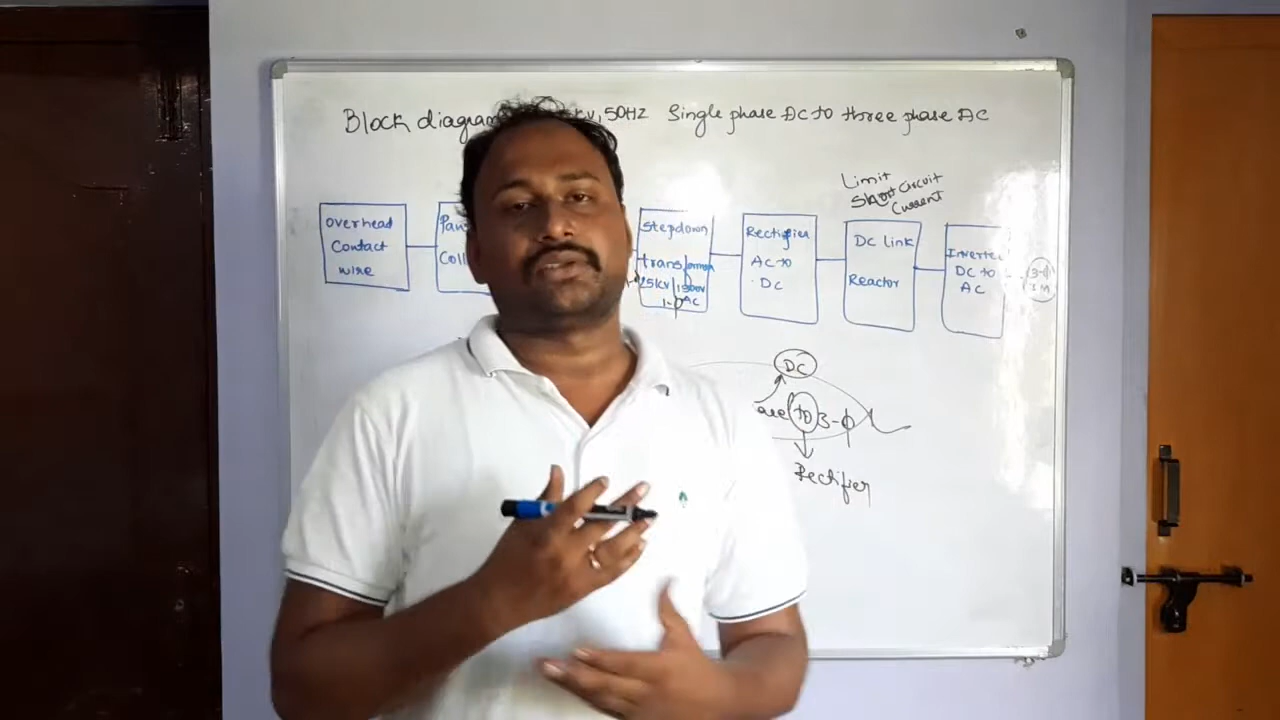 Block diagram kV, 50HZ Single phase AC to three phase AC
Limit
Short Circuit
Current
Overhead
Contact
wire
Stepdown
transformer
25kV/
1-Φ AC
Rectifier
AC to
DC
DC link
Reactor
Inverter
DC to
AC
3-Φ
IM
DC
to 3-Φ
Rectifier